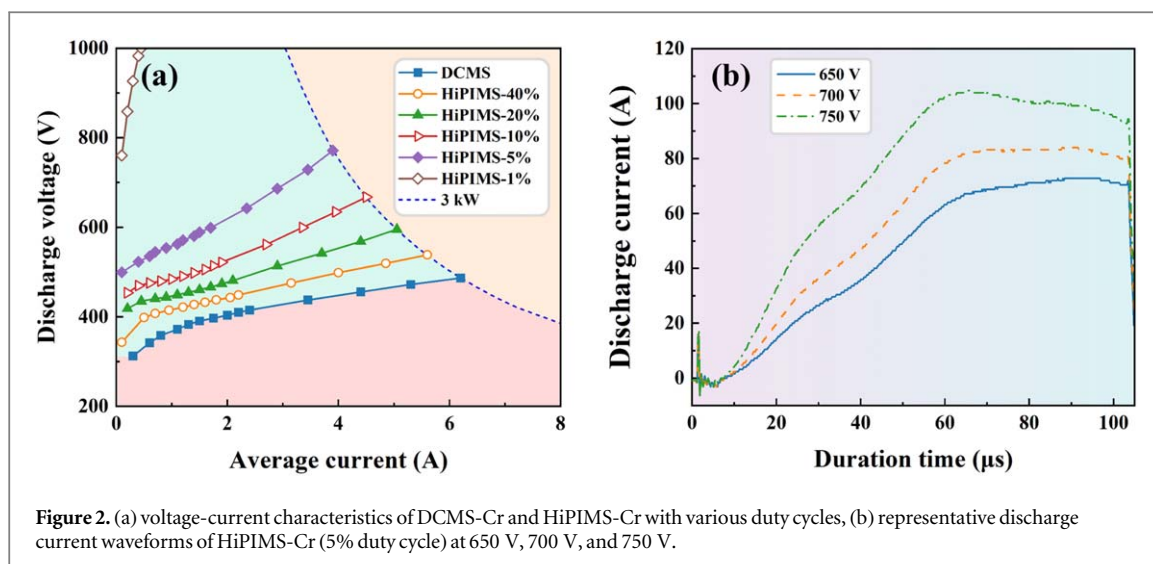 (a)
DCMS
HiPIMS-40%
HiPIMS-20%
HiPIMS-10%
HiPIMS-5%
HiPIMS-1%
3 kW
1000
800
600
400
200
0
2
4
6
8
Discharge voltage (V)
Average current (A)
(b)
650 V
700 V
750 V
120
100
80
60
40
20
0
0
20
40
60
80
100
Discharge current (A)
Duration time (μs)
Figure 2. (a) voltage-current characteristics of DCMS-Cr and HiPIMS-Cr with various duty cycles, (b) representative discharge
current waveforms of HiPIMS-Cr (5% duty cycle) at 650 V, 700 V, and 750 V.